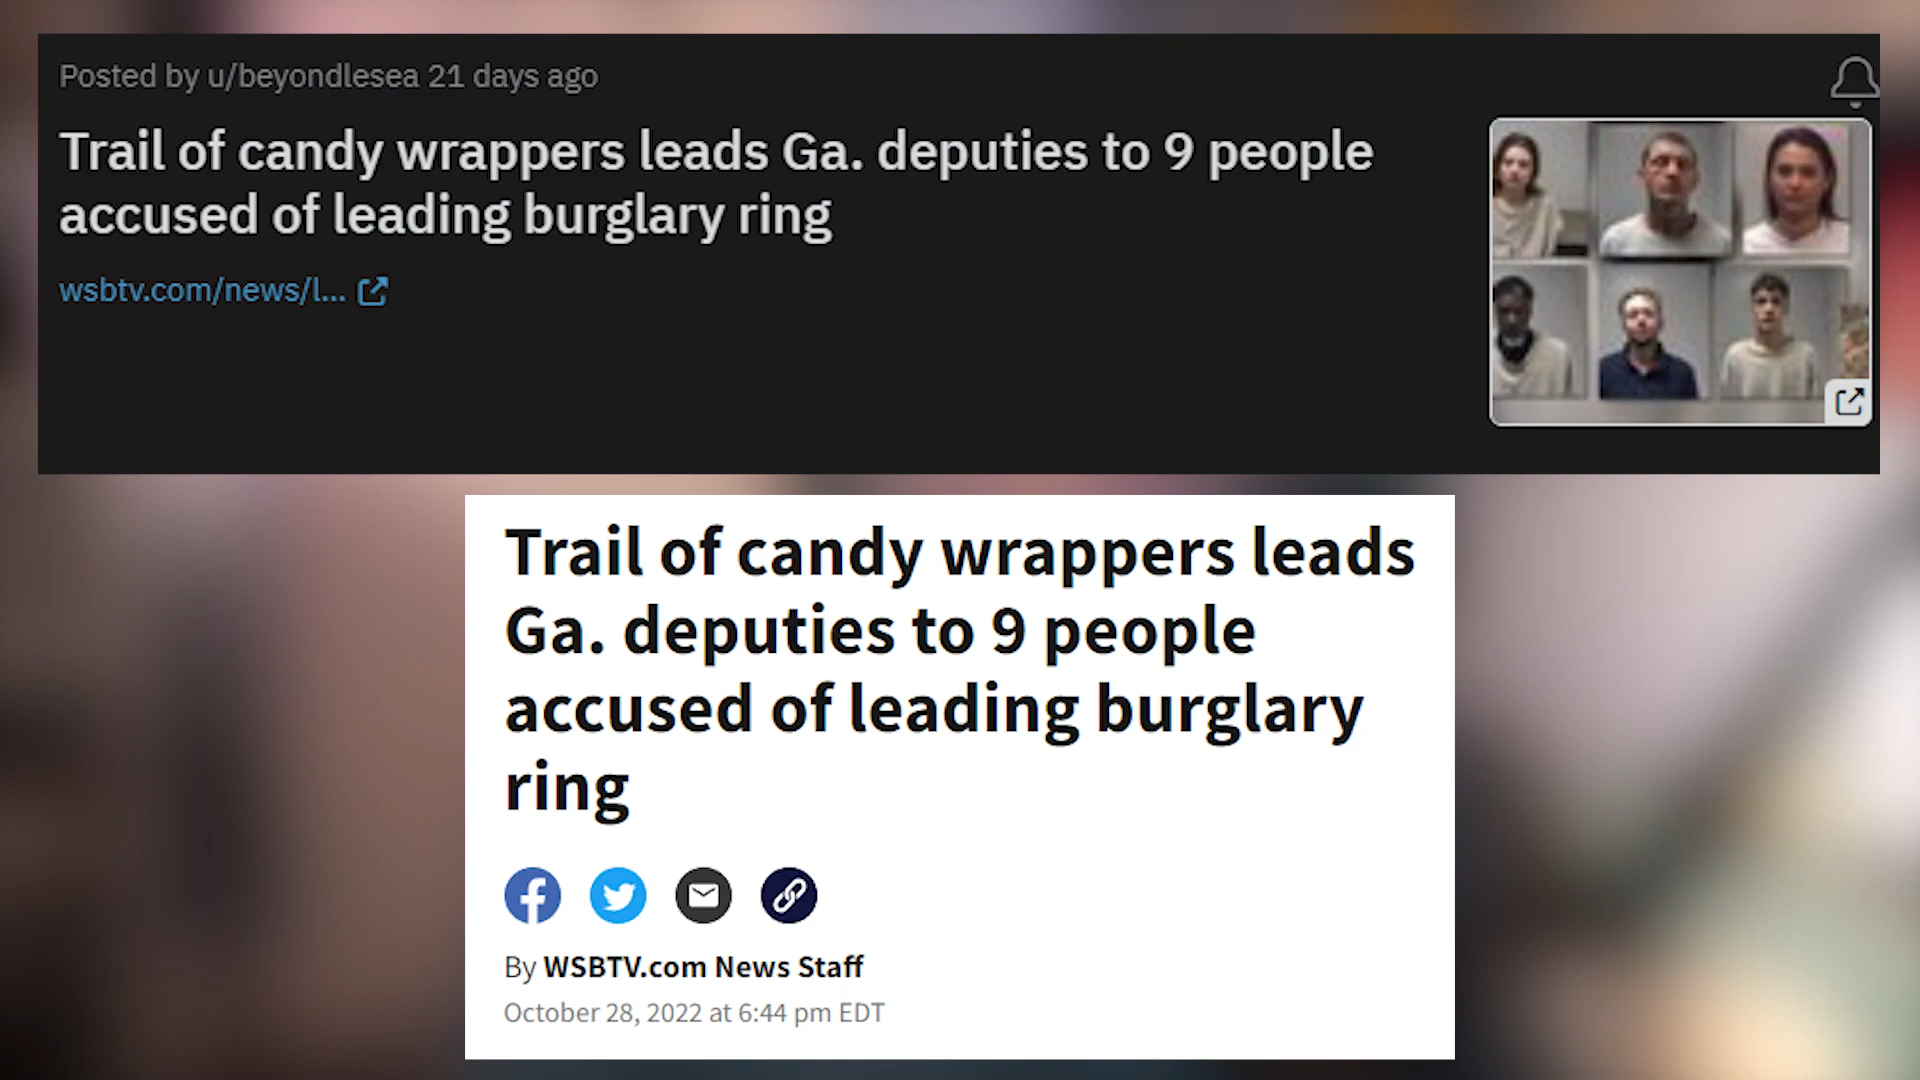 Posted by u/beyondlesea 21 days ago
Trail of candy wrappers leads Ga. deputies to 9 people
accused of leading burglary ring
wsbtv.com/news/l...
Trail of candy wrappers leads
Ga. deputies to 9 people
accused of leading burglary
ring
By WSBTV.com News Staff
October 28, 2022 at 6:44 pm EDT